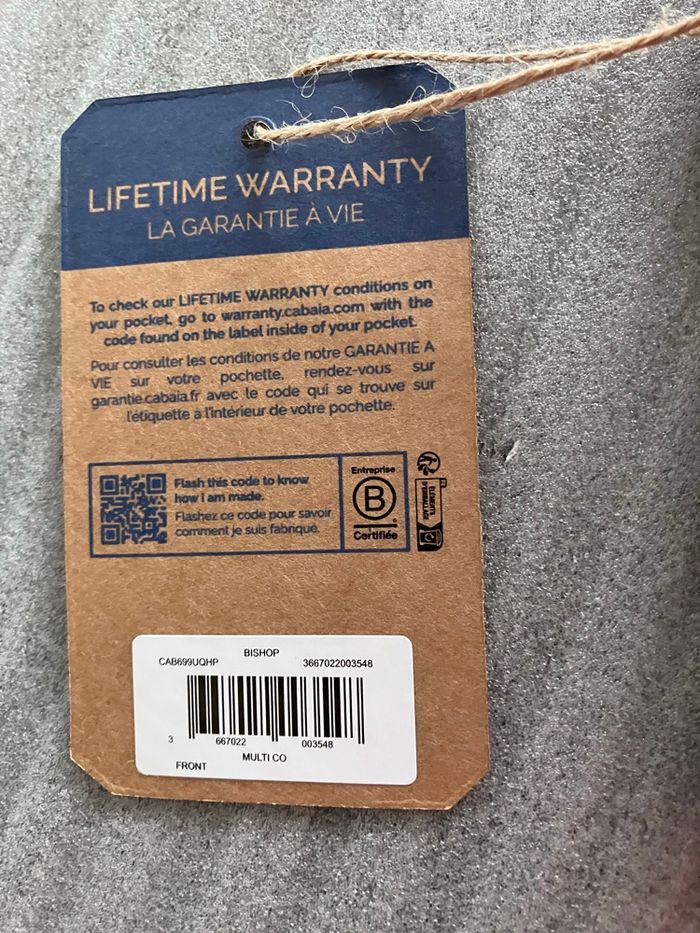 LIFETIME WARRANTY
LA GARANTIE À VIE
To check our LIFETIME WARRANTY conditions on
your pocket, go to warranty.cabaia.com with the
code found on the label inside of your pocket.
Pour consulter les conditions de notre GARANTIE A
VIE sur votre pochette, rendez-vous sur
garantie.cabaia.fr avec le code qui se trouve sur
l'étiquette à l'intérieur de votre pochette.
Flash this code to know
how i am made.
Flashez ce code pour savoir
comment je suis fabriqué.
Entreprise
B
Certifiée
BISHOP
CAB699UQHP 3667022003548
3 667022 003548
MULTI CO
FRONT